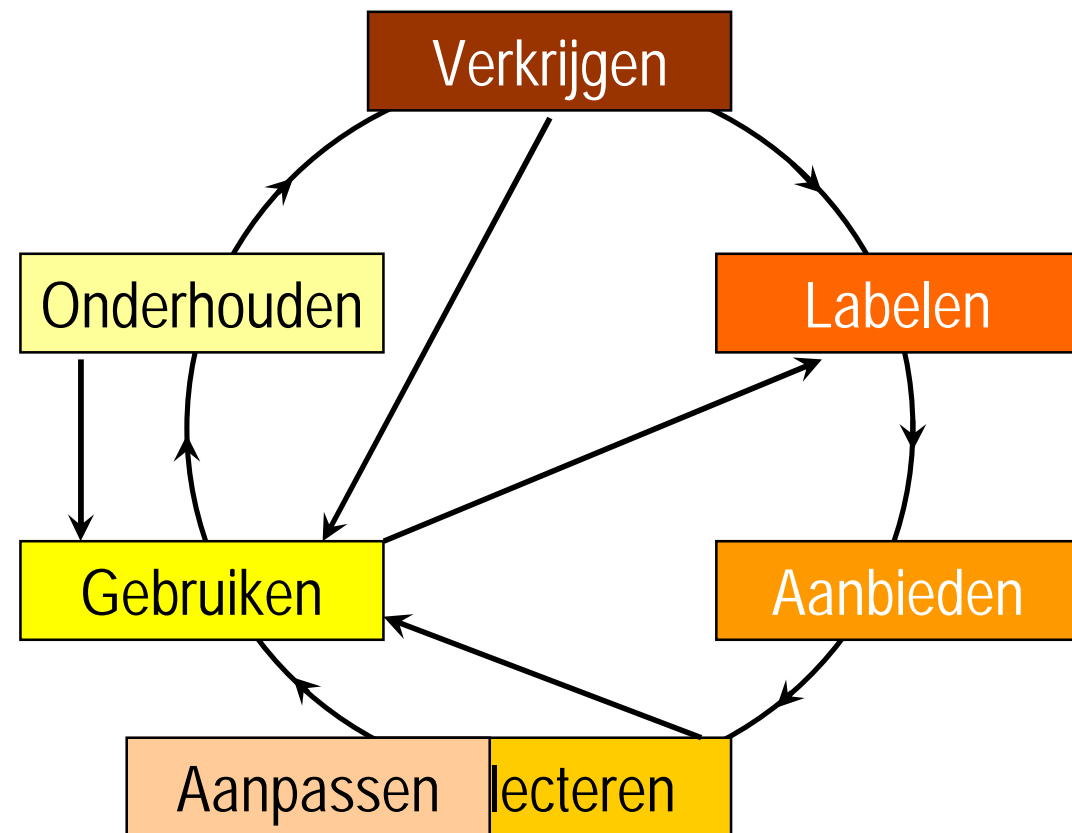 Verkrijgen
Onderhouden
Labelen
Gebruiken
Aanbieden
Aanpassen
lecteren